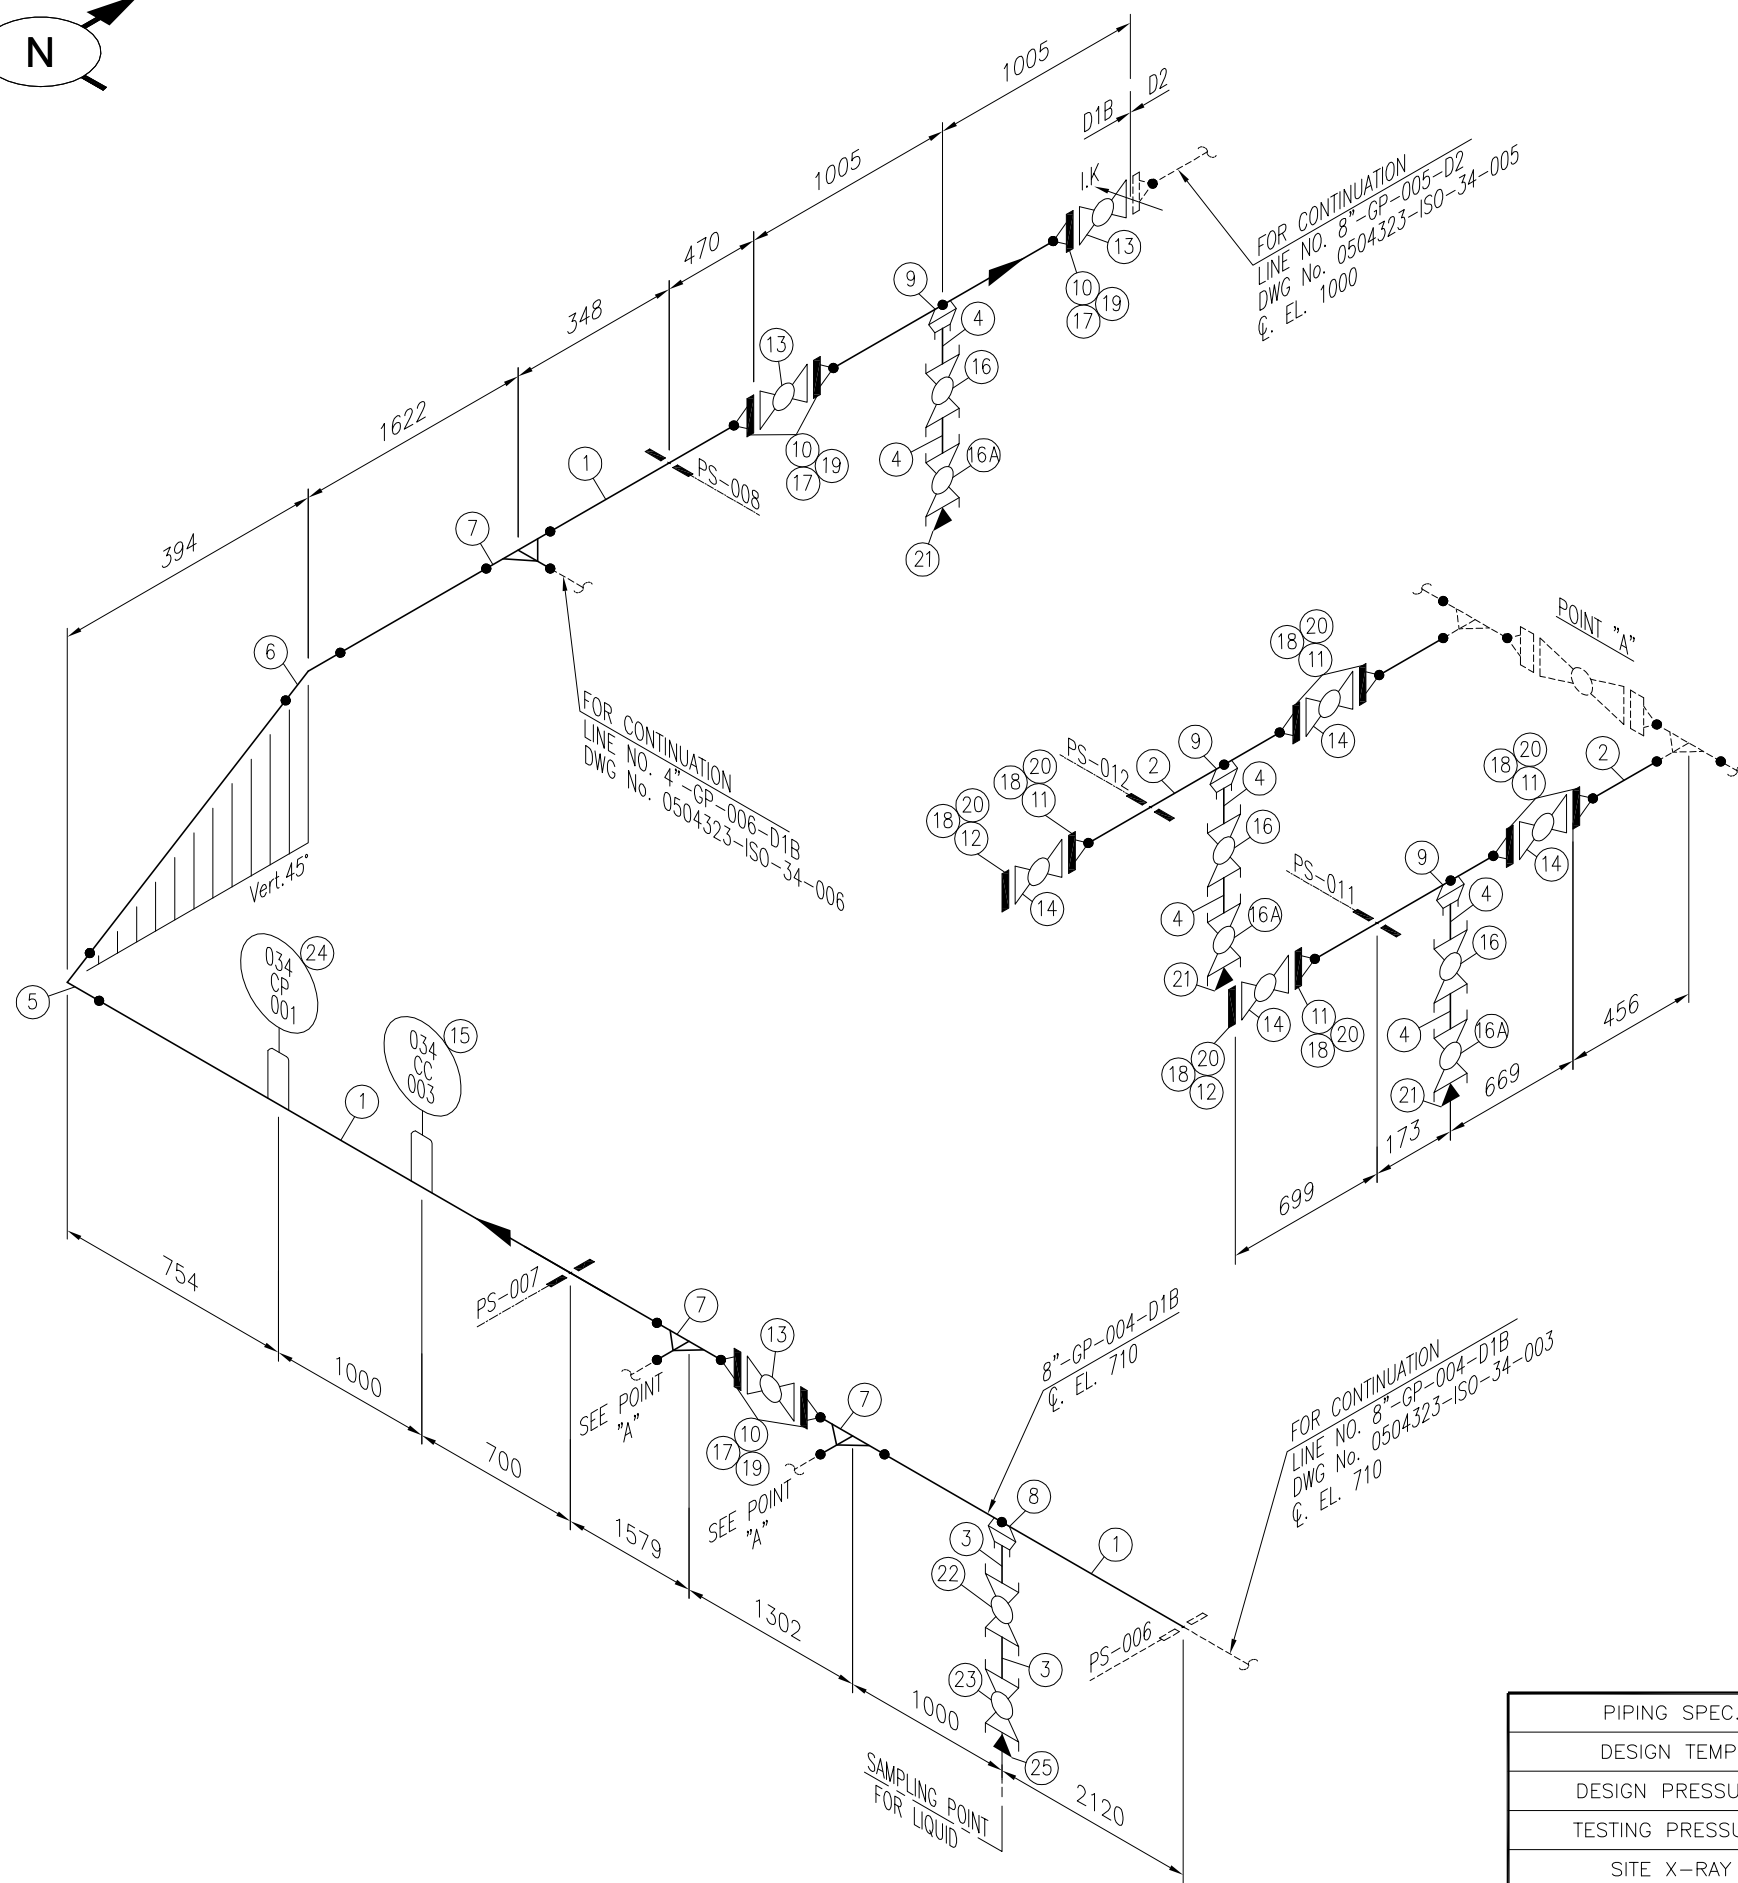 N
1005
D2
D1B
1005
I.K
FOR CONTINUATION
LINE NO. 8"-GP-005-D2
DWG No. 0504323-ISO-34-005
℄. EL. 1000
470
13
9
4
10
19
17
348
13
16
1622
10
19
17
4
16A
1
PS-008
394
7
21
POINT "A"
6
20
18
11
FOR CONTINUATION
LINE NO. 4"-GP-006-D1B
DWG No. 0504323-ISO-34-006
PS-012
9
14
20
18
11
2
2
20
18
11
4
20
18
12
16
14
Vert.45°
14
PS-011
9
4
4
16A
16
034
CP
001
24
5
21
14
11
20
18
4
16A
456
034
CC
003
15
20
18
12
21
669
1
173
699
754
PS-007
7
8"-GP-004-D1B
℄. EL. 710
13
1000
SEE POINT
"A"
7
FOR CONTINUATION
LINE NO. 8"-GP-004-D1B
DWG No. 0504323-ISO-34-003
℄. EL. 710
10
17
19
700
SEE POINT
"A"
8
3
1
1579
22
1302
PS-006
3
23
1000
25
SAMPLING POINT
FOR LIQUID
2120
PIPING SPEC.
DESIGN TEMP
DESIGN PRESSU
TESTING PRESSU
SITE X-RAY